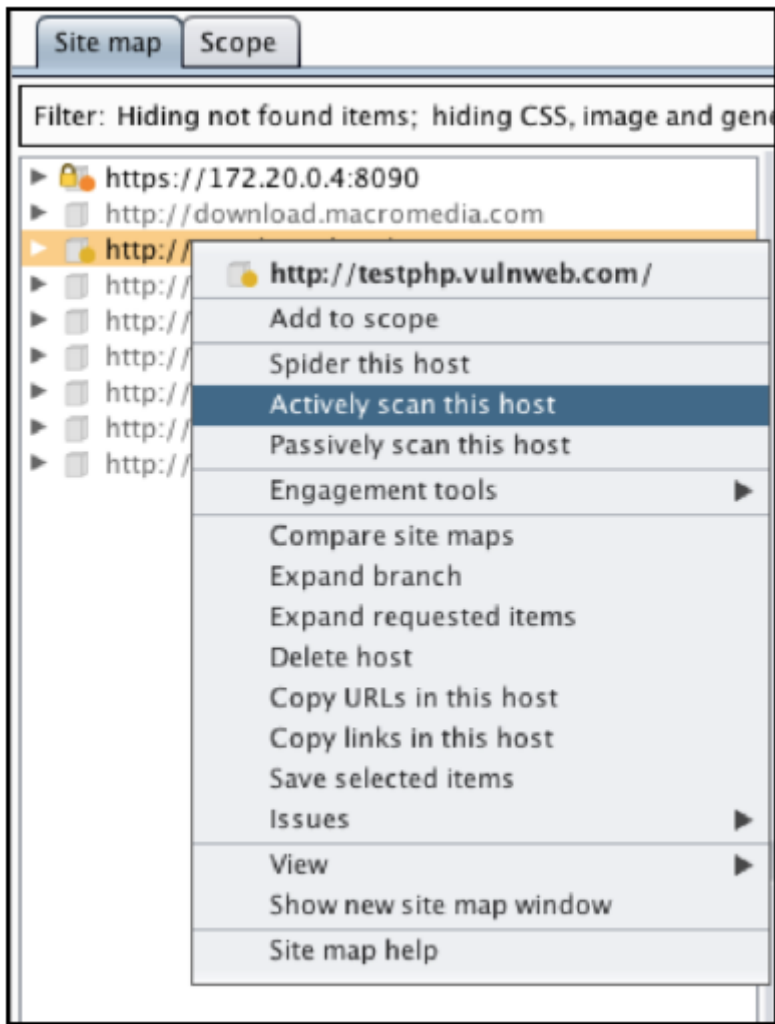 Site map Scope
Filter: Hiding not found items; hiding CSS, image and gene
https://172.20.0.4:8090
http://download.macromedia.com
http://
http://testphp.vulnweb.com/
http://
Add to scope
http://
Spider this host
http://
Actively scan this host
http://
Passively scan this host
http://
http://
Engagement tools
Compare site maps
Expand branch
Expand requested items
Delete host
Copy URLs in this host
Copy links in this host
Save selected items
Issues
View
Show new site map window
Site map help